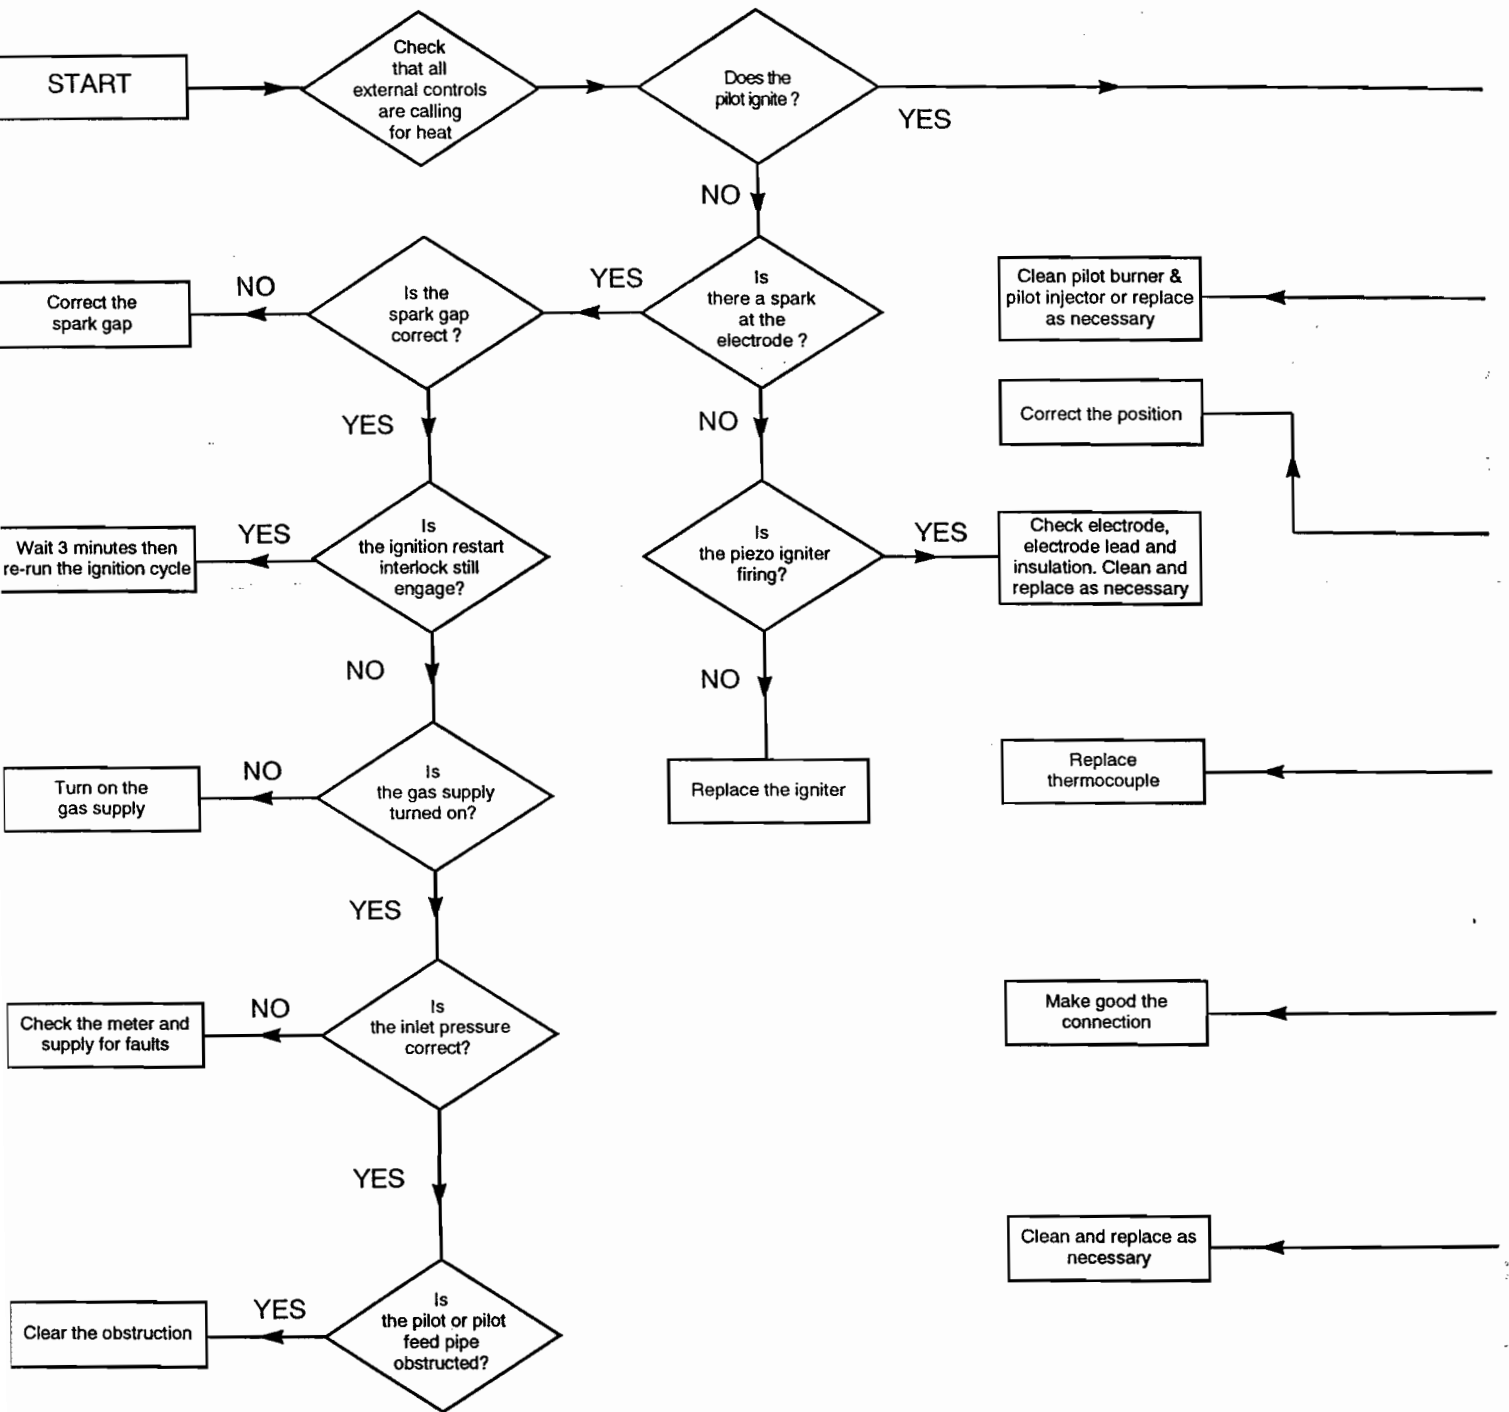 START
Check
that all
external controls
are calling
for heat
Does the
pilot ignite ?
YES
NO
Correct the
spark gap
NO
Is the
spark gap
correct ?
YES
Is
there a spark
at the
electrode ?
Clean pilot burner &
pilot injector or replace
as necessary
YES
NO
Correct the position
Wait 3 minutes then
re-run the ignition cycle
YES
Is
the ignition restart
interlock still
engage?
Is
the piezo igniter
firing?
YES
Check electrode,
electrode lead and
insulation. Clean and
replace as necessary
NO
NO
Turn on the
gas supply
NO
Is
the gas supply
turned on?
Replace the igniter
Replace
thermocouple
YES
Check the meter and
supply for faults
NO
Is
the inlet pressure
correct?
Make good the
connection
YES
Clean and replace as
necessary
Clear the obstruction
YES
Is
the pilot or pilot
feed pipe
obstructed?